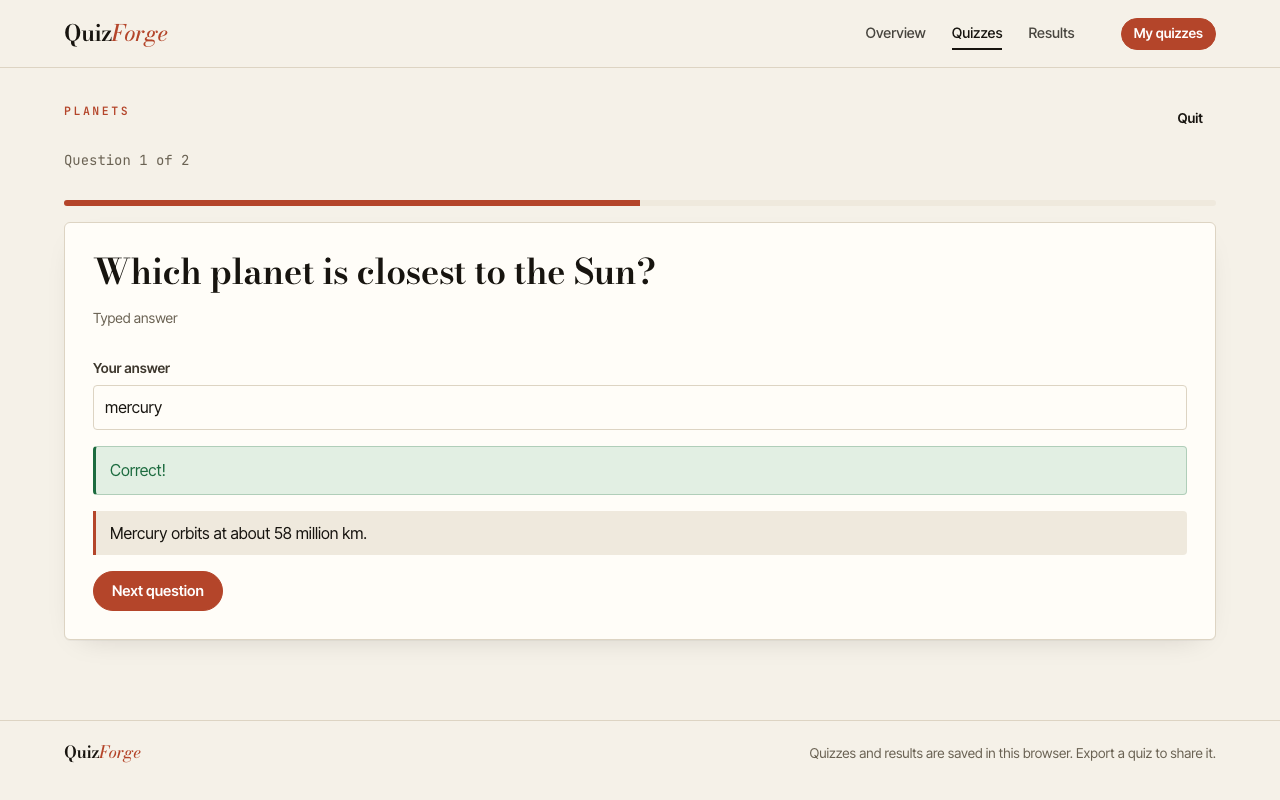 QuizForge
Overview
Quizzes
Results
My quizzes
PLANETS
Quit
Question 1 of 2
Which planet is closest to the Sun?
Typed answer
Your answer
mercury
Correct!
Mercury orbits at about 58 million km.
Next question
QuizForge
Quizzes and results are saved in this browser. Export a quiz to share it.